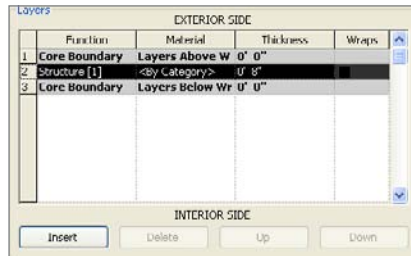 Layers
EXTERIOR SIDE
Function Material Thickness Wraps
1 Core Boundary Layers Above W 0' 0"
2 Structure [1] <By Category> 0' 8"
3 Core Boundary Layers Below Wr 0' 0"
INTERIOR SIDE
Insert Delete Up Down